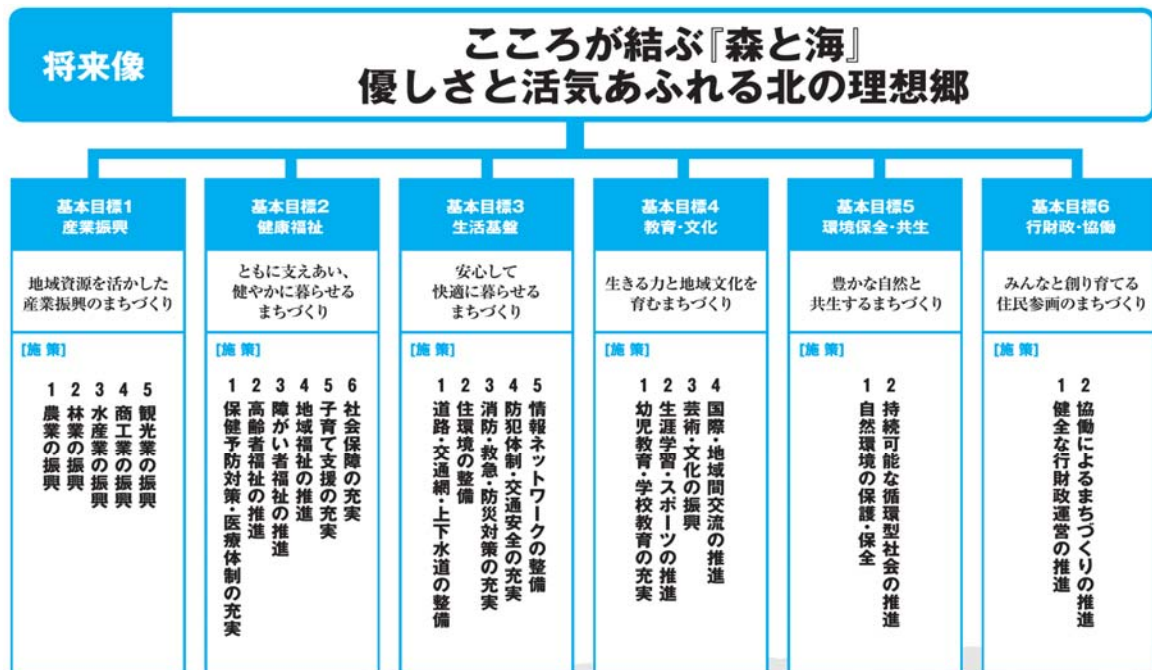 将来像
こころが結ぶ『森と海』
優しさと活気あふれる北の理想郷
基本目標1
産業振興
地域資源を活かした
産業振興のまちづくり
[施 策]
1 農業の振興
2 林業の振興
3 水産業の振興
4 商工業の振興
5 観光業の振興
基本目標2
健康福祉
ともに支えあい、
健やかに暮らせる
まちづくり
[施 策]
1 保健予防対策・医療体制の充実
2 高齢者福祉の推進
3 障がい者福祉の推進
4 地域福祉の推進
5 子育て支援の充実
6 社会保障の充実
基本目標3
生活基盤
安心して
快適に暮らせる
まちづくり
[施 策]
1 道路・交通網・上下水道の整備
2 住環境の整備
3 消防・救急・防災対策の充実
4 防犯体制・交通安全の充実
5 情報ネットワークの整備
基本目標4
教育・文化
生きる力と地域文化を
育むまちづくり
[施 策]
1 幼児教育・学校教育の充実
2 生涯学習・スポーツの推進
3 芸術・文化の振興
4 国際・地域間交流の推進
基本目標5
環境保全・共生
豊かな自然と
共生するまちづくり
[施 策]
1 自然環境の保護・保全
2 持続可能な循環型社会の推進
基本目標6
行財政・協働
みんなと創り育てる
住民参画のまちづくり
[施 策]
1 健全な行財政運営の推進
2 協働によるまちづくりの推進